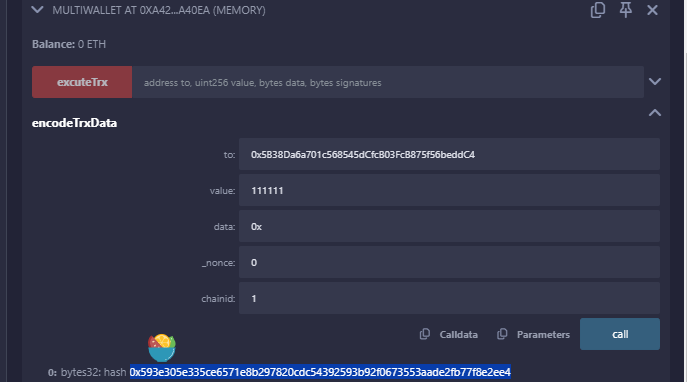 MULTIWALLET AT 0XA42...A40EA (MEMORY)
Balance: 0 ETH
excuteTrx address to, uint256 value, bytes data, bytes signatures
encodeTrxData
to: 0x5B38Da6a701c568545dCfcB03FcB875f56beddC4
value: 111111
data: 0x
_nonce: 0
chainid: 1
Calldata Parameters call
0: bytes32: hash 0x593e305e335ce6571e8b297820cdc54392593b92f0673553aade2fb77f8e2ee4